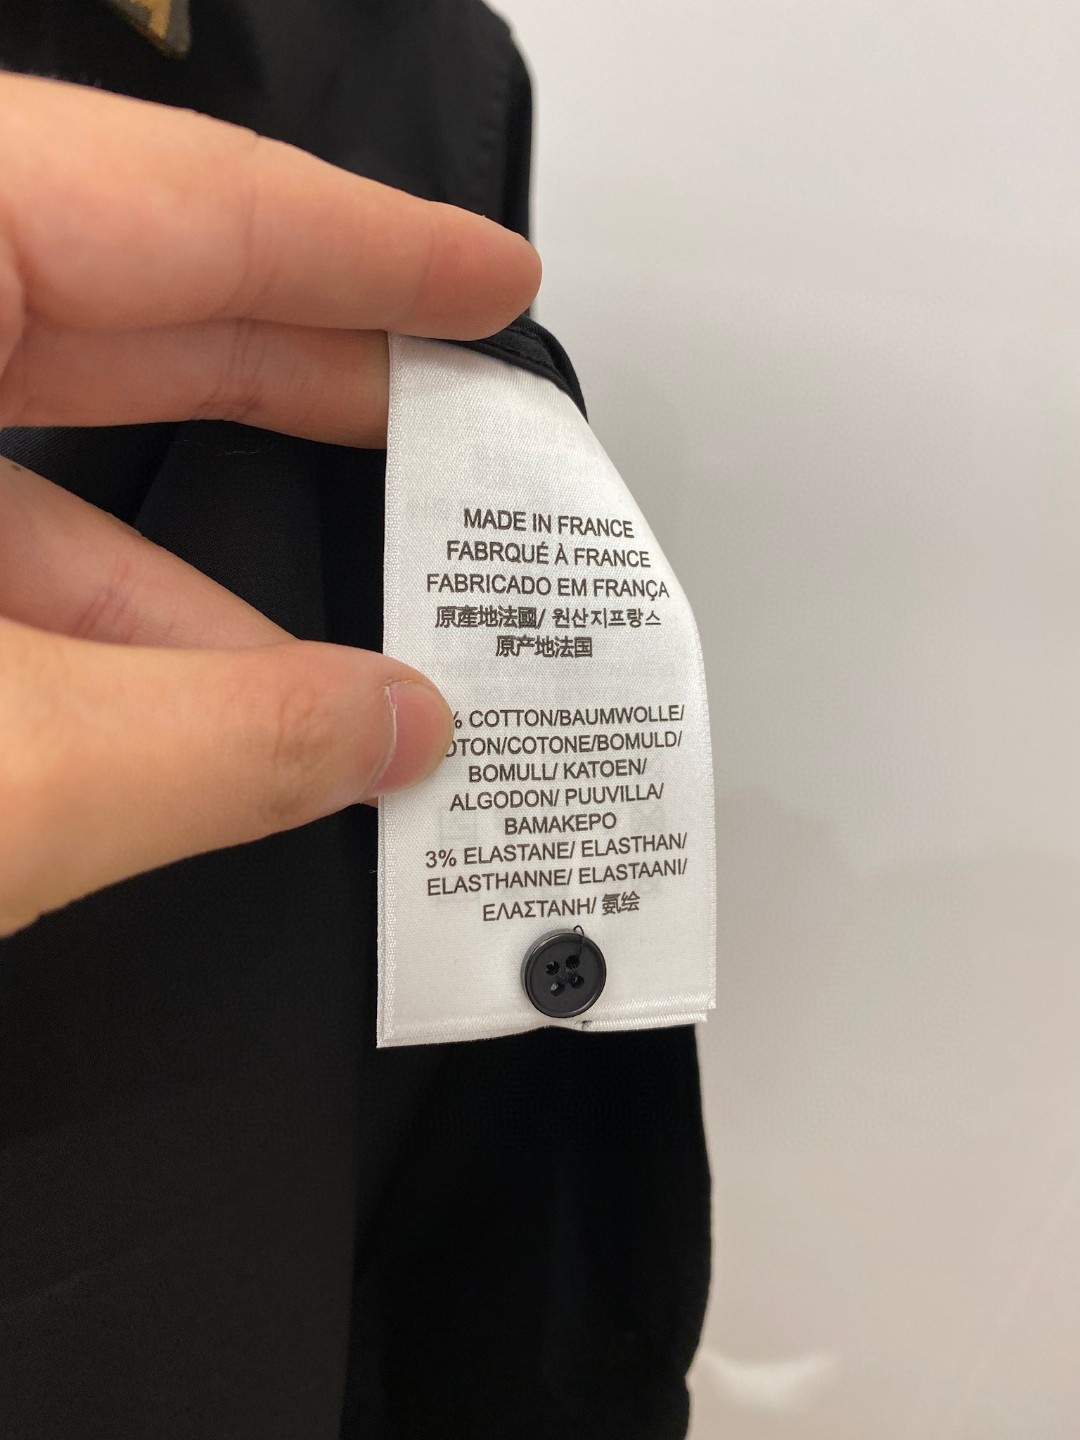 MADE IN FRANCE
FABRQUÉ À FRANCE
FABRICADO EM FRANÇA
原產地法國/ 원산지프랑스
原产地法国
% COTTON/BAUMWOLLE/
OTON/COTONE/BOMULD/
BOMULL/ KATOEN/
ALGODON/ PUUVILLA/
BAMAKEPO
3% ELASTANE/ ELASTHAN/
ELASTHANNE/ ELASTAANI/
ΕΛΑΣΤΑΝΗ/ 氨绘